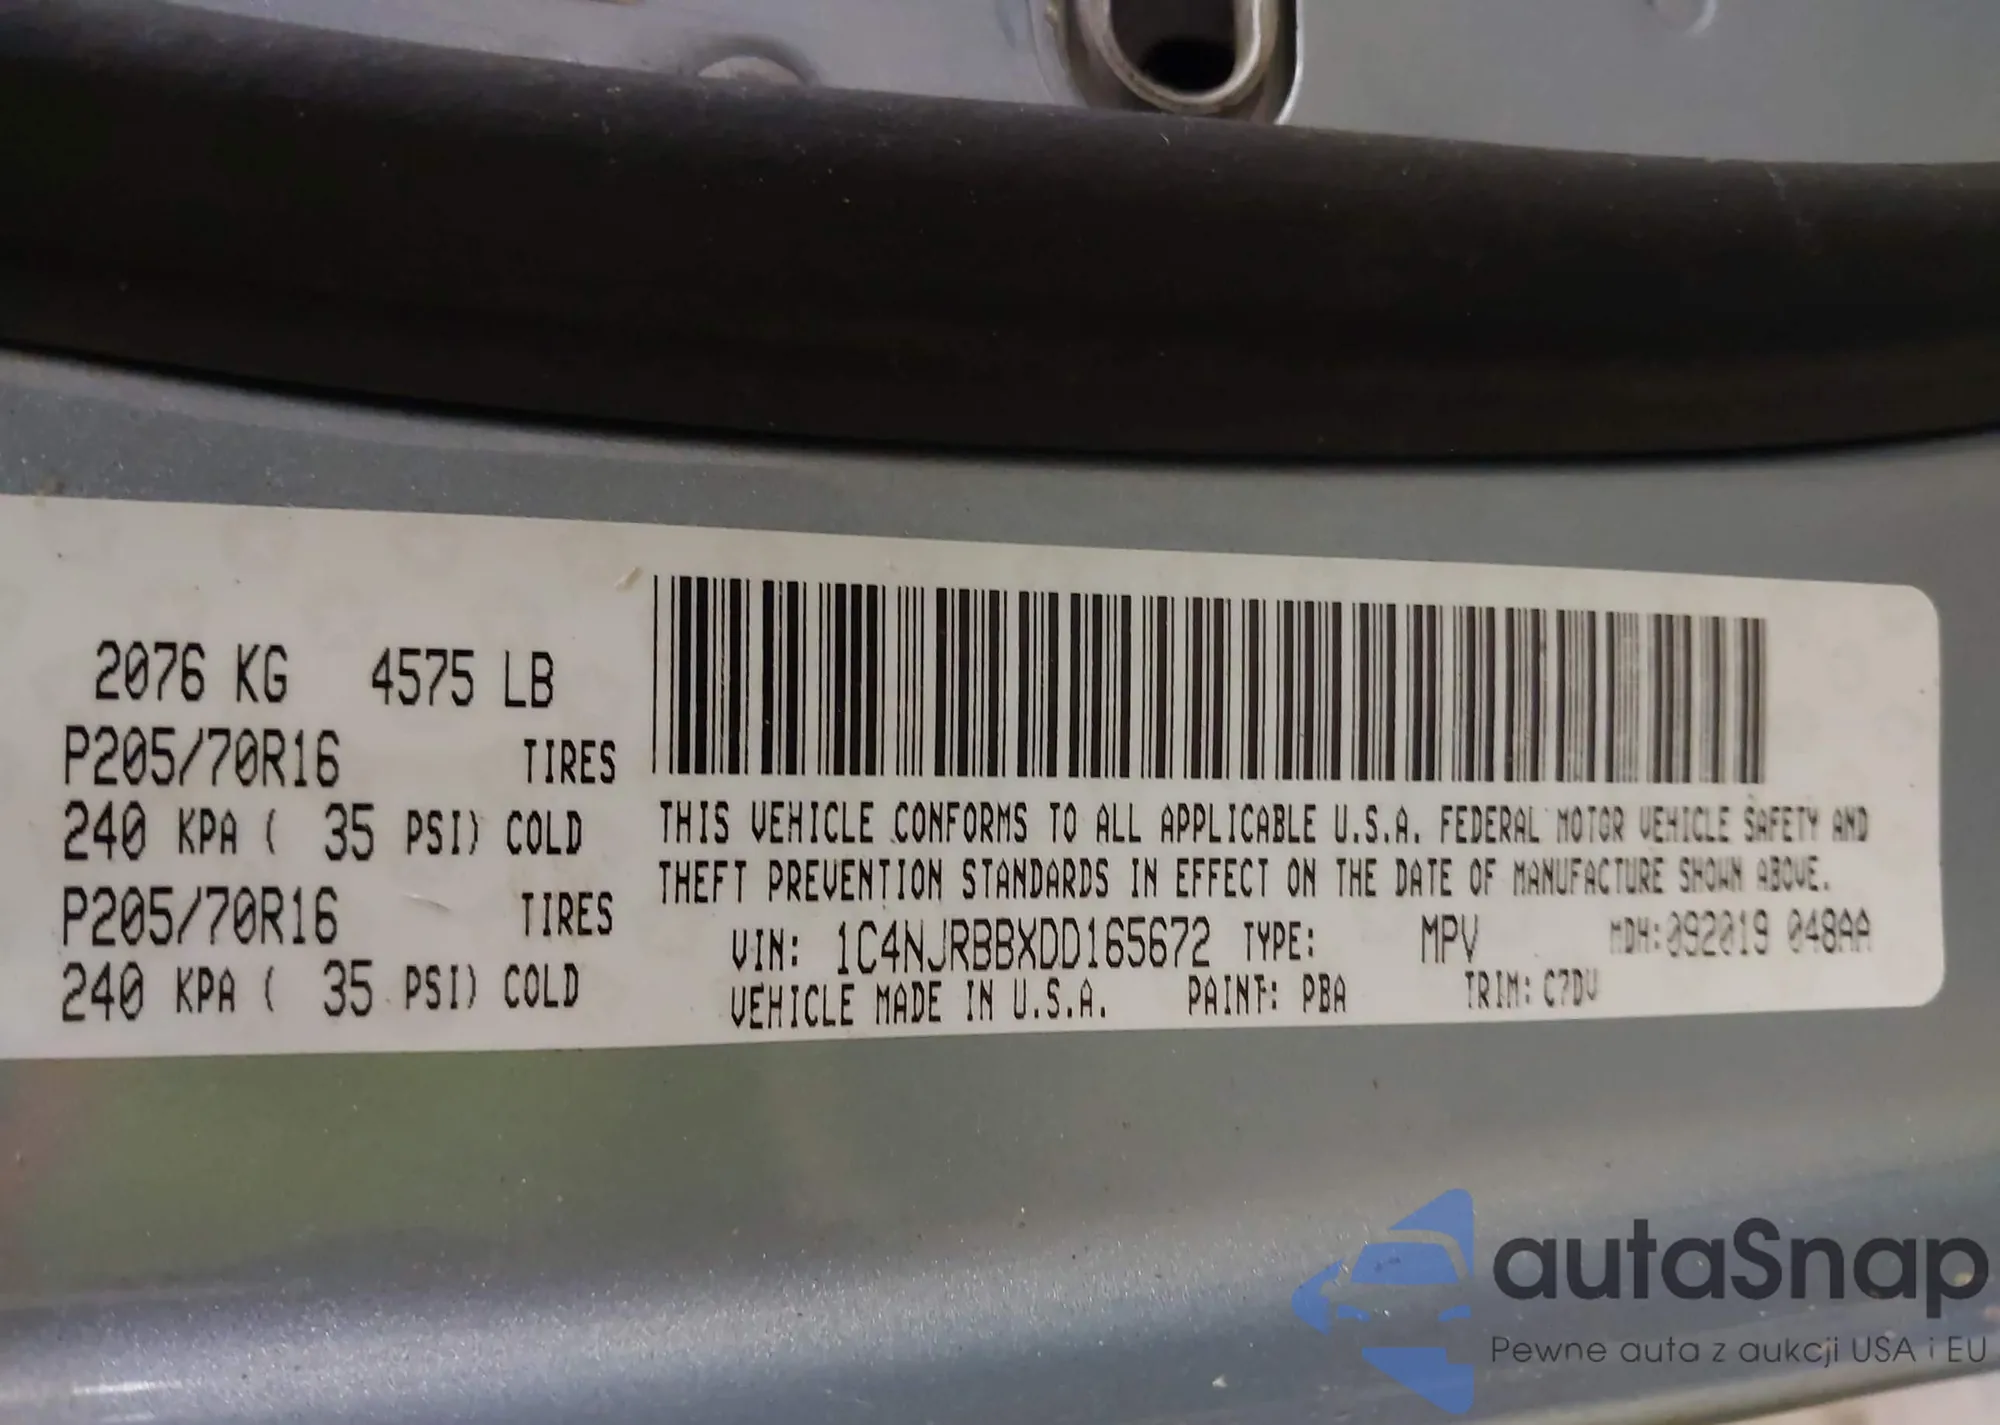 2076 KG 4575 LB
P205/70R16 TIRES
240 KPA ( 35 PSI) COLD
P205/70R16 TIRES
240 KPA ( 35 PSI) COLD
THIS VEHICLE CONFORMS TO ALL APPLICABLE U.S.A. FEDERAL MOTOR VEHICLE SAFETY AND
THEFT PREVENTION STANDARDS IN EFFECT ON THE DATE OF MANUFACTURE SHOWN ABOVE.
VIN: 1C4NJRBBXDD165672 TYPE: MPV MDH:092019 048AA
VEHICLE MADE IN U.S.A. PAINT: PBA TRIM: C7DV
autaSnap
Pewne auta z aukcji USA i EU